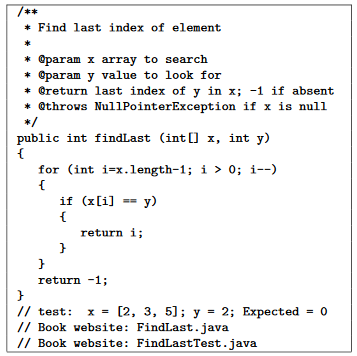 /**
 * Find last index of element
 *
 * @param x array to search
 * @param y value to look for
 * @return last index of y in x; -1 if absent
 * @throws NullPointerException if x is null
 */
public int findLast (int[] x, int y)
{
   for (int i=x.length-1; i > 0; i--)
   {
      if (x[i] == y)
      {
         return i;
      }
   }
   return -1;
}
// test:  x = [2, 3, 5]; y = 2; Expected = 0
// Book website: FindLast.java
// Book website: FindLastTest.java